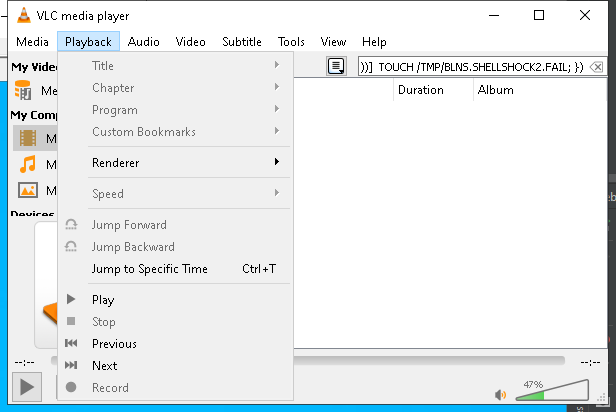 VLC media player
Media Playback Audio Video Subtitle Tools View Help
My Vide
))] TOUCH /TMP/BLNS.SHELLSHOCK2.FAIL; })
Me
Duration Album
My Comp
M
M
M
Devices
Title
Chapter
Program
Custom Bookmarks
Renderer
Speed
Jump Forward
Jump Backward
Jump to Specific Time Ctrl+T
Play
Stop
Previous
Next
Record
--:-- --:--
47%